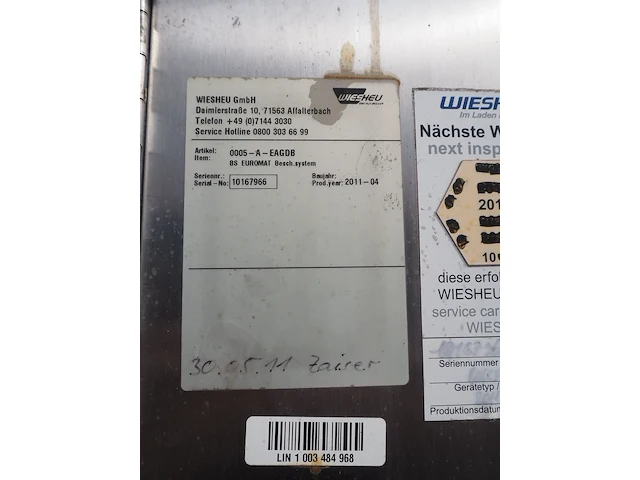 WIESHEU GmbH
Daimlerstraße 10, 71563 Affalterbach
Telefon +49 (0)7144 3030
Service Hotline 0800 303 66 99
WIESHEU
Artikel: 0005-A-EAGDB
Item: BS EUROMAT Besch.system
Seriennr.: Baujahr:
Serial-No: 10167966 Prod.year: 2011-04
30.05.11 Zaiser
LIN 1 003 484 968
WIESHE
Im Laden
Nächste W
next insp
201
10
diese erfol
WIESHEU
service car
WIES
Seriennummer
Gerätetyp /
Produktionsdatum